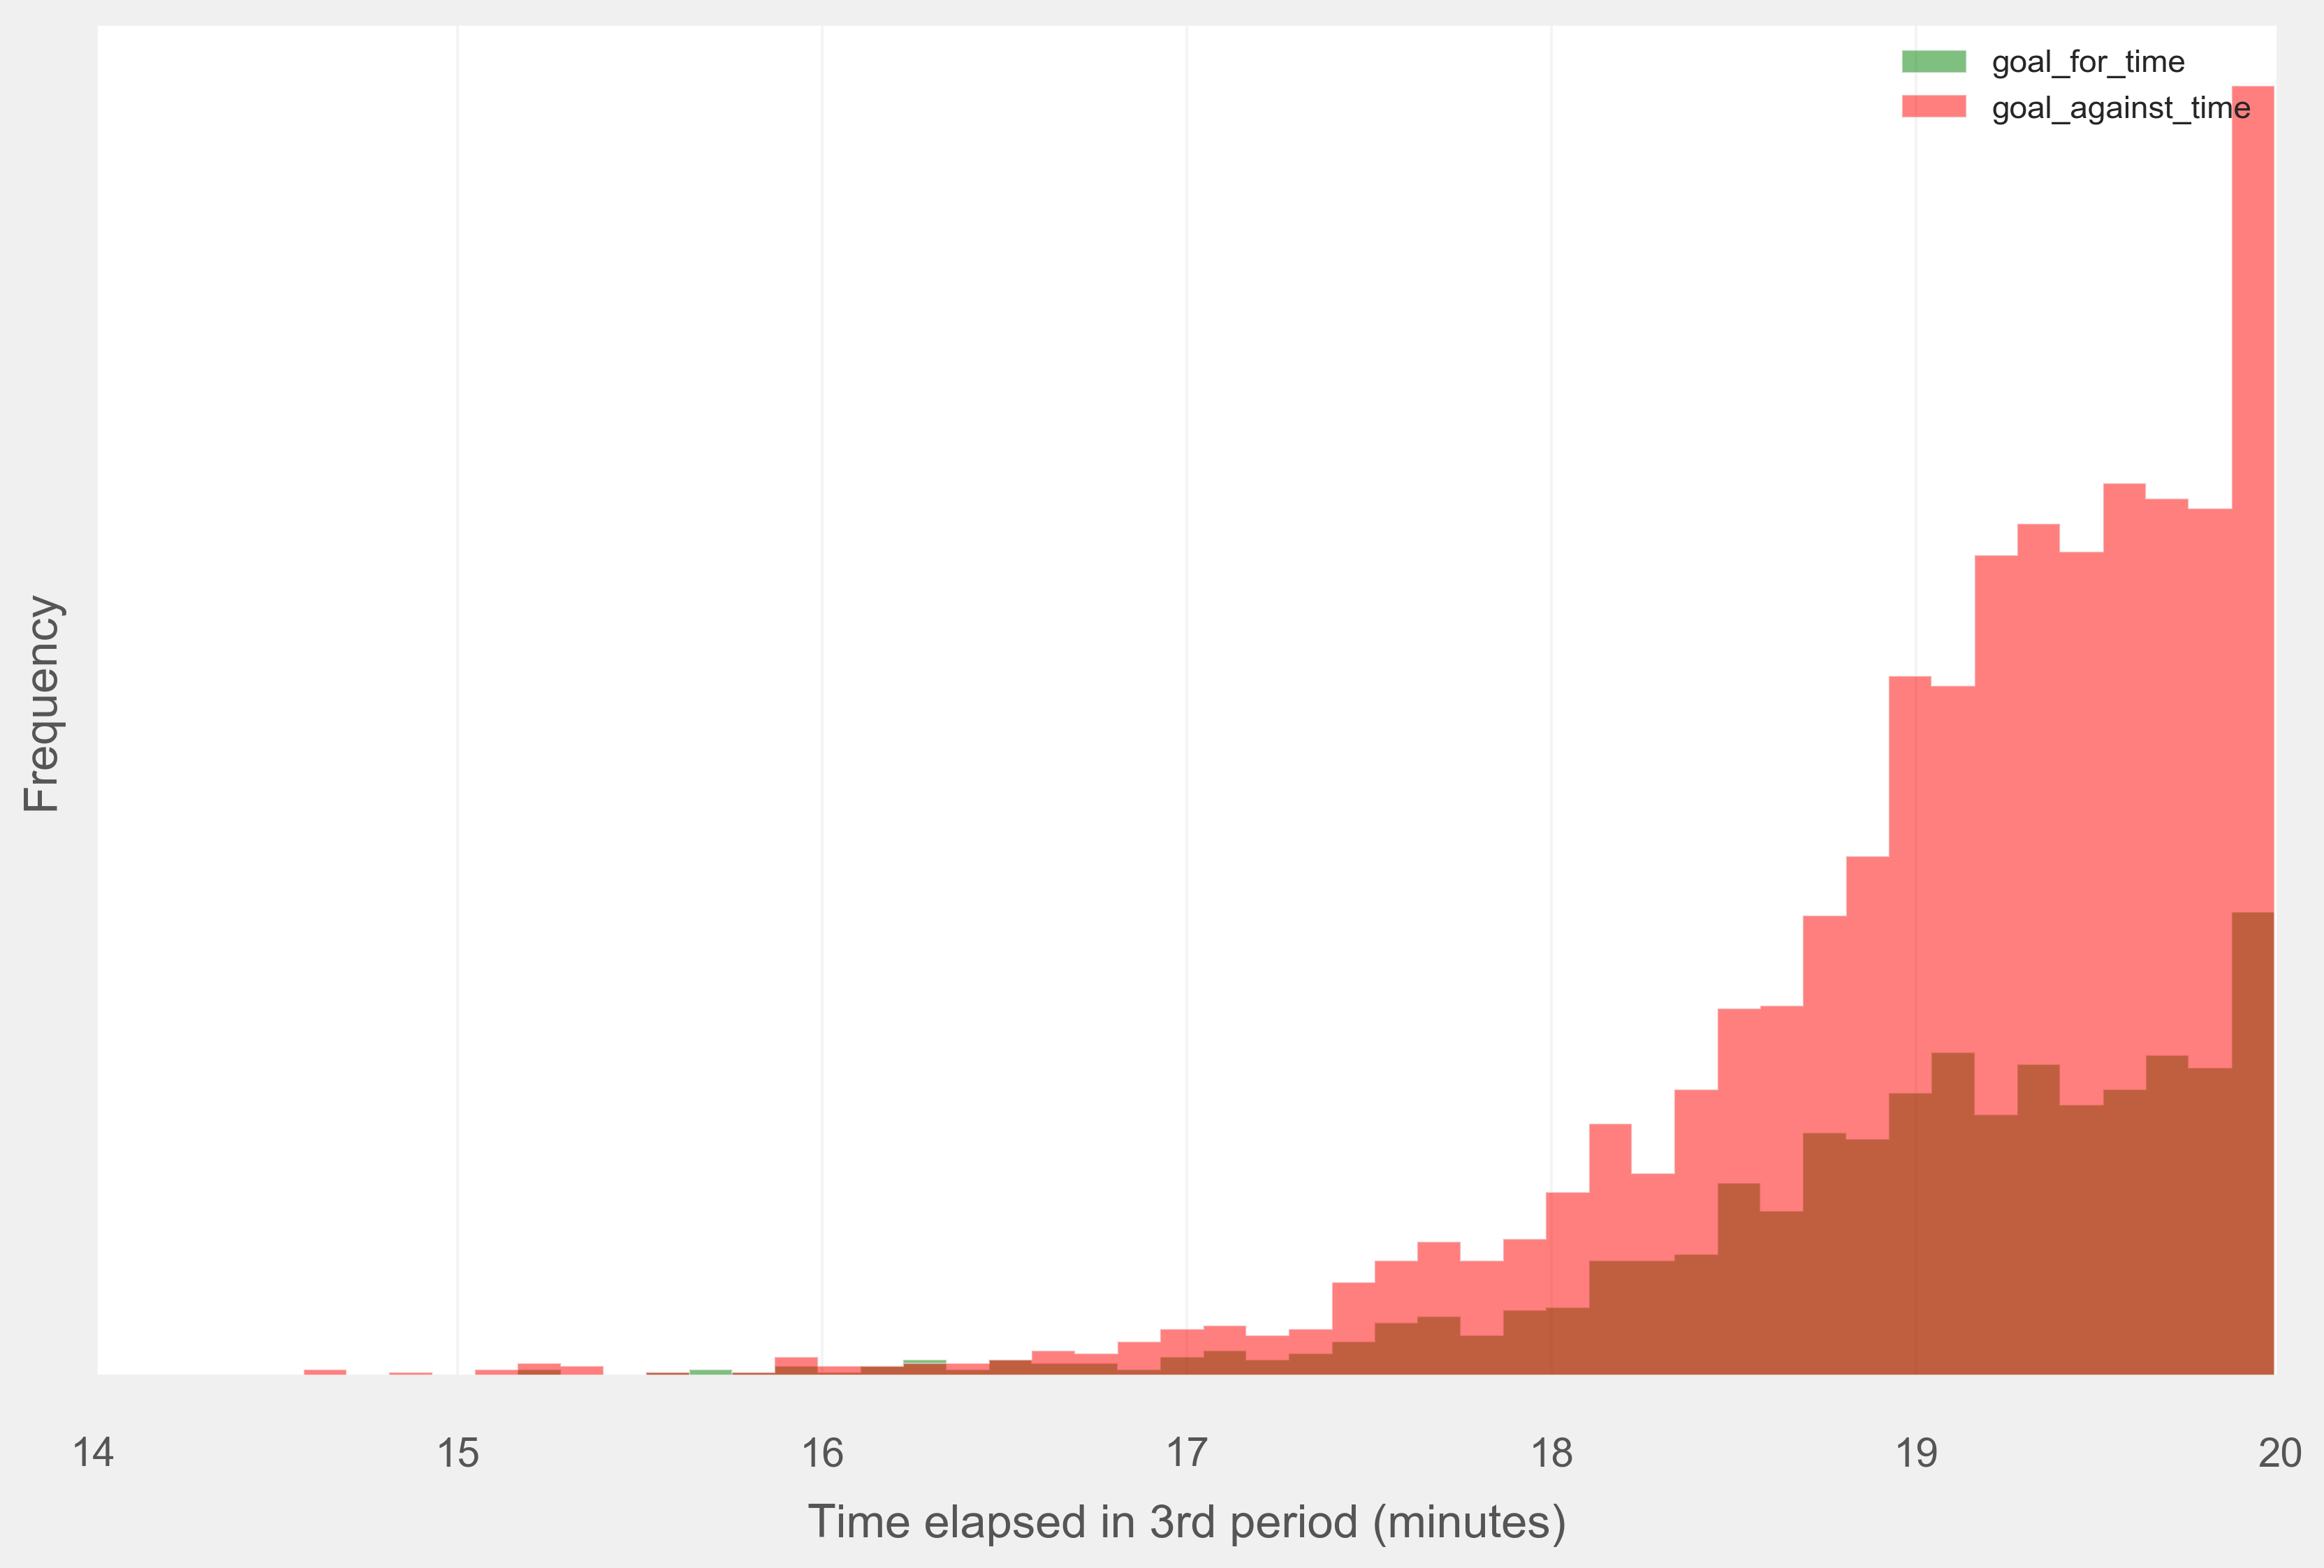 goal_for_time
goal_against_time
Frequency
14 15 16 17 18 19 20
Time elapsed in 3rd period (minutes)